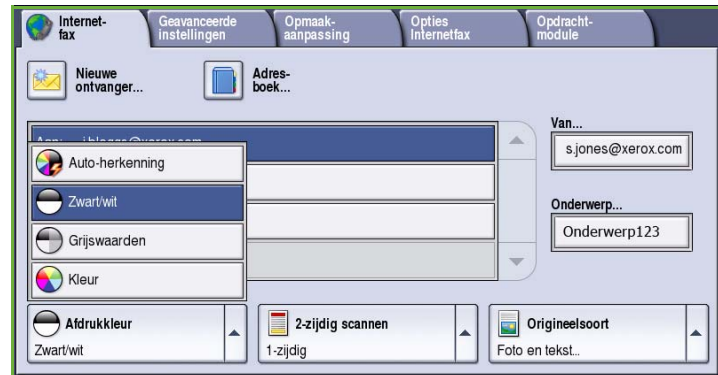 Internet-
fax
Geavanceerde
instellingen
Opmaak-
aanpassing
Opties
Internetfax
Opdracht-
module
Nieuwe
ontvanger...
Adres-
boek...
Van...
s.jones@xerox.com
Auto-herkenning
Zwart/wit
Onderwerp...
Onderwerp123
Grijswaarden
Kleur
Afdrukkleur
Zwart/wit
2-zijdig scannen
1-zijdig
Origineelsoort
Foto en tekst...